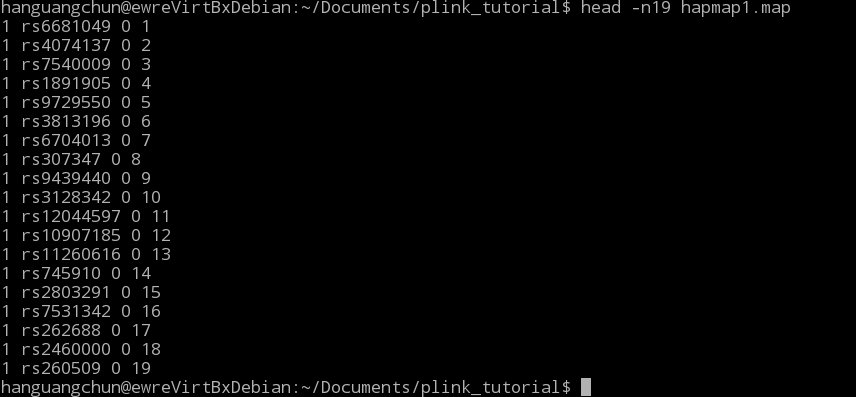 hanguangchun@ewreVirtBxDebian:~/Documents/plink_tutorial$ head -n19 hapmap1.map
1 rs6681049 0 1
1 rs4074137 0 2
1 rs7540009 0 3
1 rs1891905 0 4
1 rs9729550 0 5
1 rs3813196 0 6
1 rs6704013 0 7
1 rs307347 0 8
1 rs9439440 0 9
1 rs3128342 0 10
1 rs12044597 0 11
1 rs10907185 0 12
1 rs11260616 0 13
1 rs745910 0 14
1 rs2803291 0 15
1 rs7531342 0 16
1 rs262688 0 17
1 rs2460000 0 18
1 rs260509 0 19
hanguangchun@ewreVirtBxDebian:~/Documents/plink_tutorial$